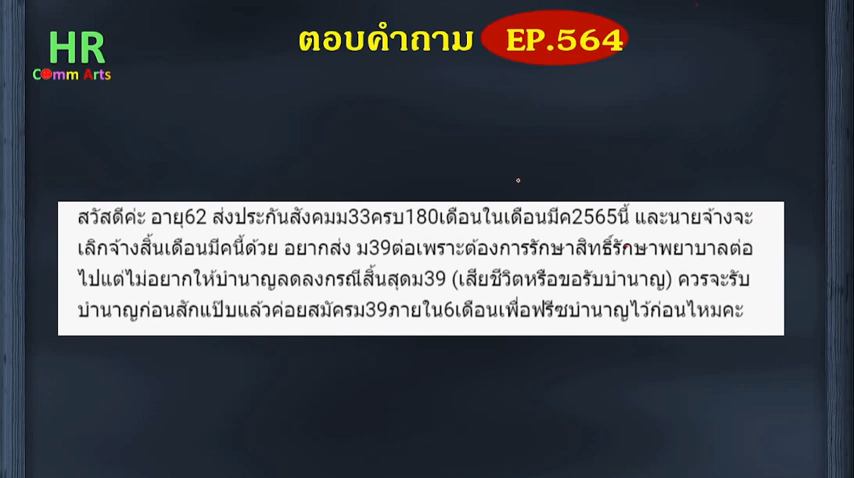 HR
Comm Arts
ตอบคำถาม EP.564
สวัสดีค่ะ อายุ62 ส่งประกันสังคมม33ครบ180เดือนในเดือนมีค2565นี้ และนายจ้างจะ
เลิกจ้างสิ้นเดือนมีคนี้ด้วย อยากส่ง ม39ต่อเพราะต้องการรักษาสิทธิ์รักษาพยาบาลต่อ
ไปแต่ไม่อยากให้บำนาญลดลงกรณีสิ้นสุดม39 (เสียชีวิตหรือขอรับบำนาญ) ควรจะรับ
บำนาญก่อนสักแป๊บแล้วค่อยสมัครม39ภายใน6เดือนเพื่อฟรีซบำนาญไว้ก่อนไหมคะ